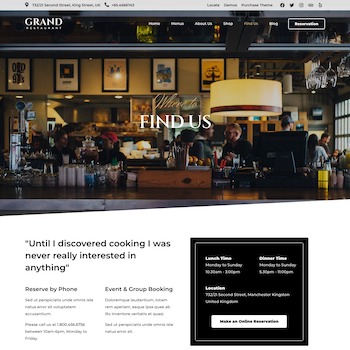 732/21 Second Street, King Street, UK
+65.4566743
Locate Demos Purchase Theme
GRAND
RESTAURANT
Home Menus About Us Shop Find Us Blog
Reservation
Where to
FIND US
"Until I discovered cooking I was
never really interested in
anything"
Reserve by Phone
Sed ut perspiciatis unde omnis iste
natus error sit voluptatem
accusantium.
Please call us at 1.800.456.6756
between 10am-6pm, Monday to
Friday.
Event & Group Booking
Doloremque laudantium, totam
rem aperiam, eaque ipsa quae ab
illo inventore veritatis et quasi.
Sed ut perspiciatis unde omnis iste
natus error sit.
Lunch Time
Monday to Sunday
10.30am - 3:00pm
Dinner Time
Monday to Sunday
5.30pm - 11:00pm
Location
732/21 Second Street, Manchester Kingston
United Kingdom
Make an Online Reservation